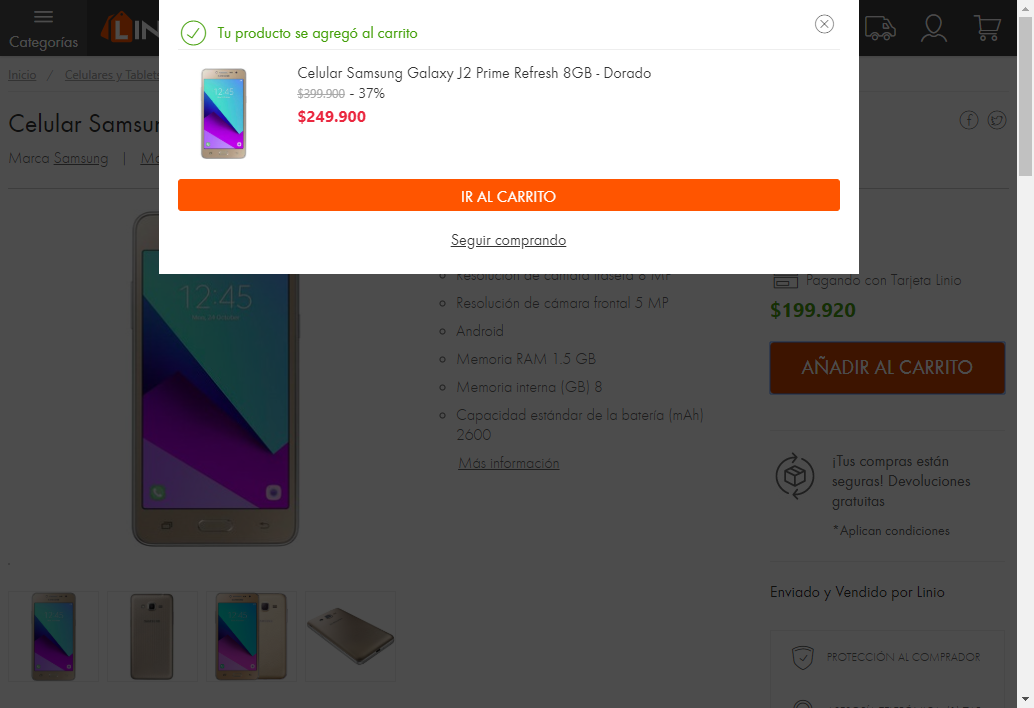 Categorías
LIN
Tu producto se agregó al carrito
Inicio / Celulares y Tablets
Celular Samsung Galaxy J2 Prime Refresh 8GB - Dorado
$399.900 - 37%
$249.900
Celular Samsu
Marca Samsung |
IR AL CARRITO
Seguir comprando
Resolución de cámara trasera 8 MP
Resolución de cámara frontal 5 MP
Android
Memoria RAM 1.5 GB
Memoria interna (GB) 8
Capacidad estándar de la batería (mAh)
2600
Más información
12:45
Pagando con Tarjeta Linio
$199.920
AÑADIR AL CARRITO
¡Tus compras están
seguras! Devoluciones
gratuitas
*Aplican condiciones
Enviado y Vendido por Linio
PROTECCIÓN AL COMPRADOR